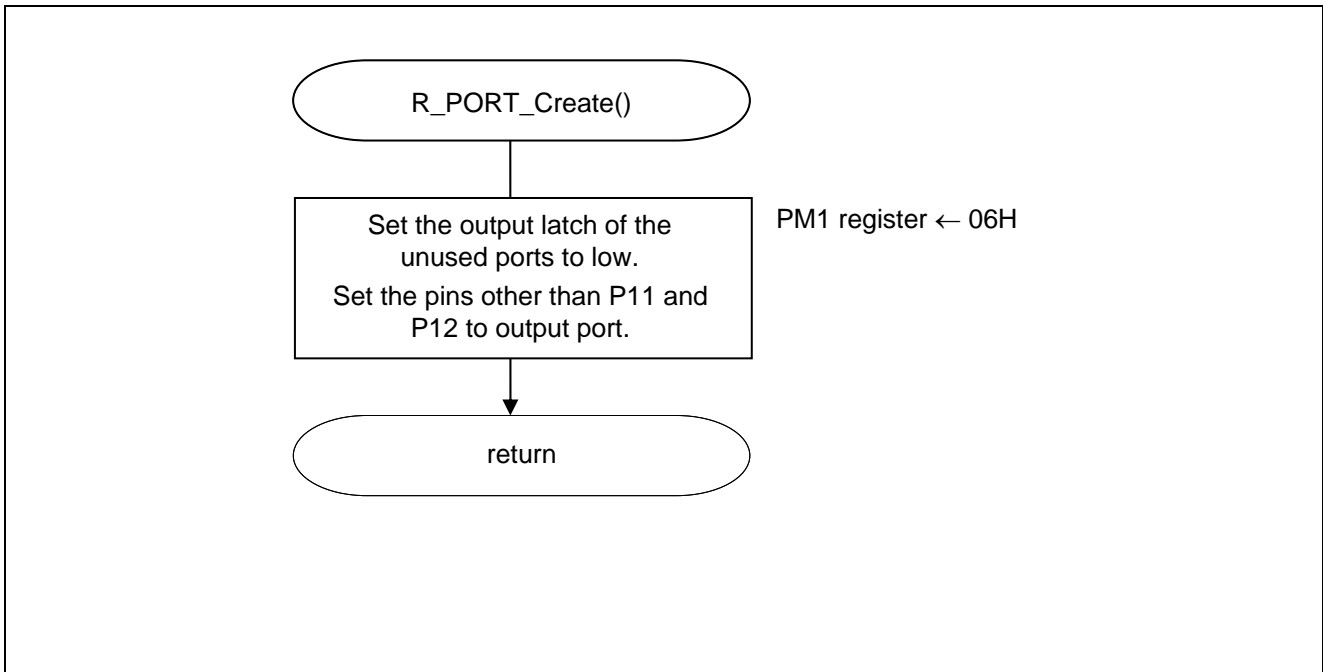 R_PORT_Create()
Set the output latch of the
unused ports to low.
Set the pins other than P11 and
P12 to output port.
PM1 register ← 06H
return